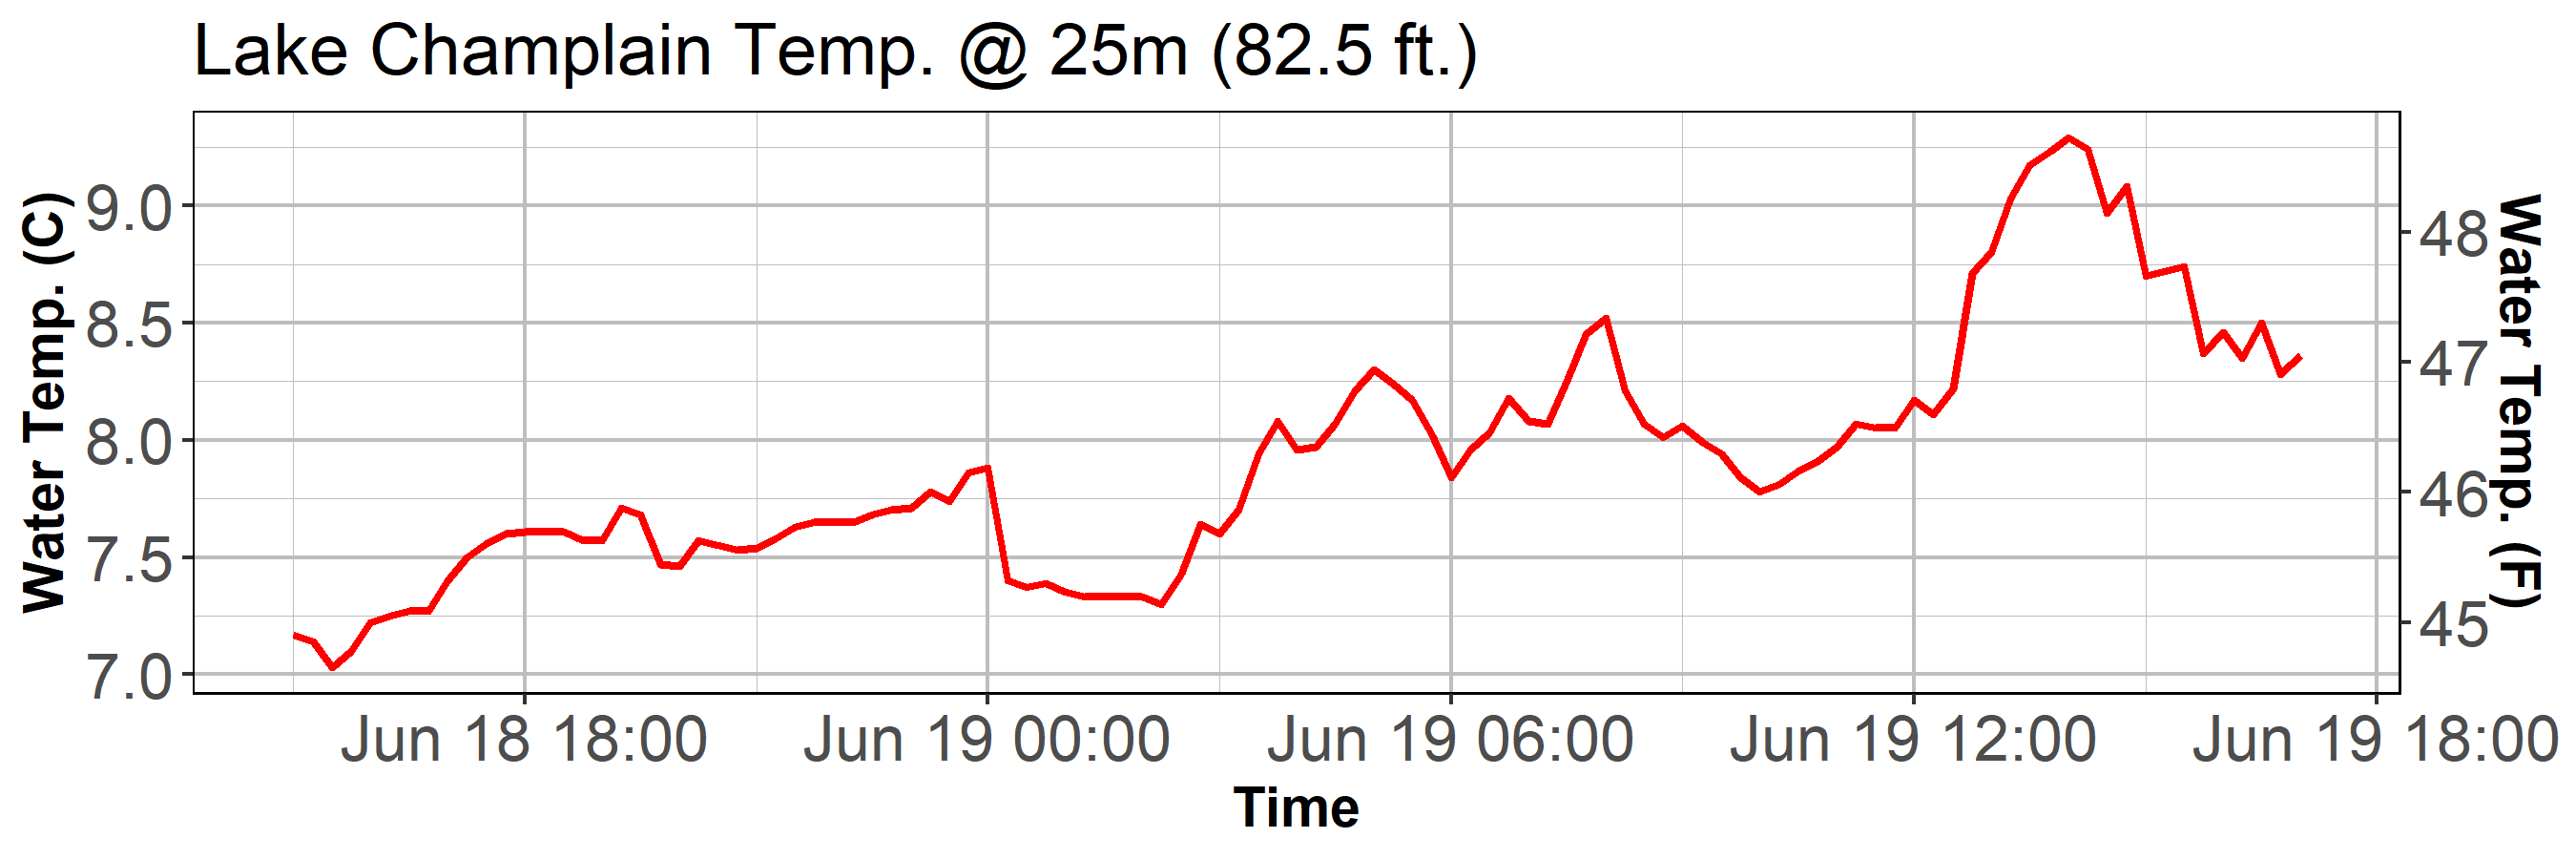 Lake Champlain Temp. @ 25m (82.5 ft.)
Water Temp. (C)
9.0
8.5
8.0
7.5
7.0
48
47
46
45
Water Temp. (F)
Jun 18 18:00 Jun 19 00:00 Jun 19 06:00 Jun 19 12:00 Jun 19 18:00
Time